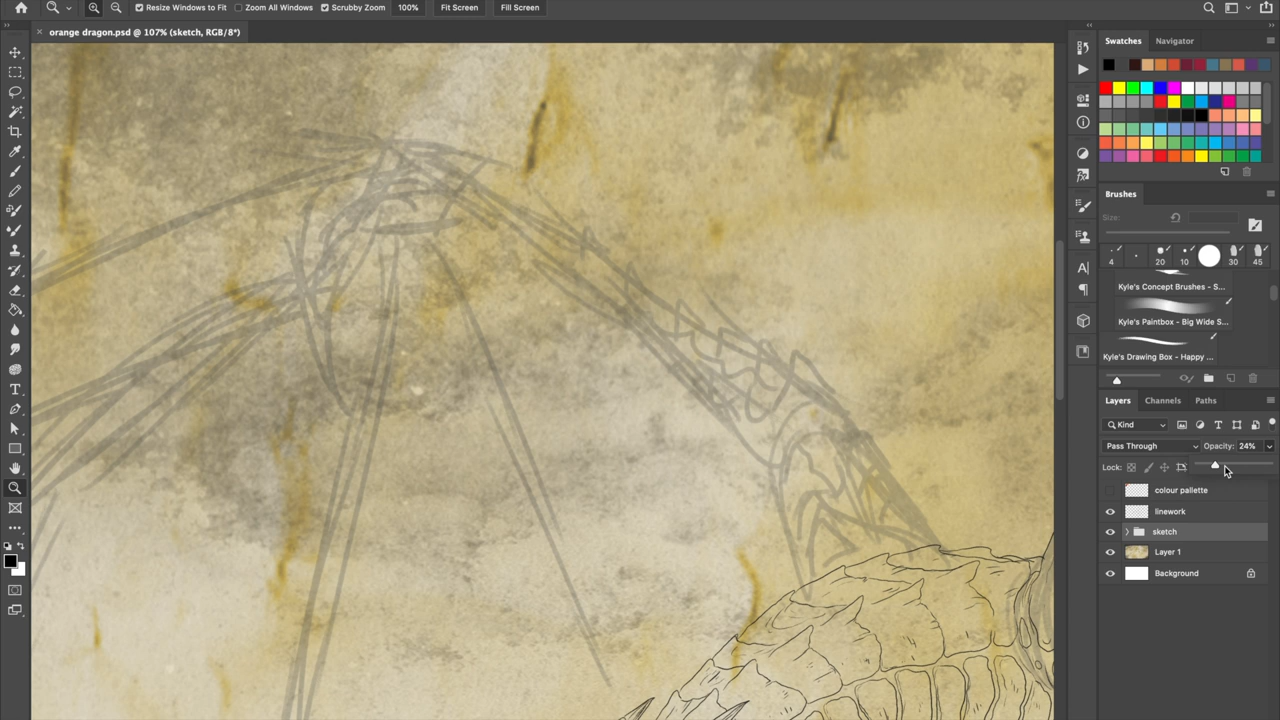 Resize Windows to Fit Zoom All Windows Scrubby Zoom 100% Fit Screen Fill Screen
× orange dragon.psd @ 107% (sketch, RGB/8*)
Swatches Navigator
Brushes
Size:
4 20 10 30 45
Kyle's Concept Brushes - S...
Kyle's Paintbox - Big Wide S...
Kyle's Drawing Box - Happy ...
Layers Channels Paths
Kind
Pass Through Opacity: 24%
Lock:
colour pallette
linework
sketch
Layer 1
Background